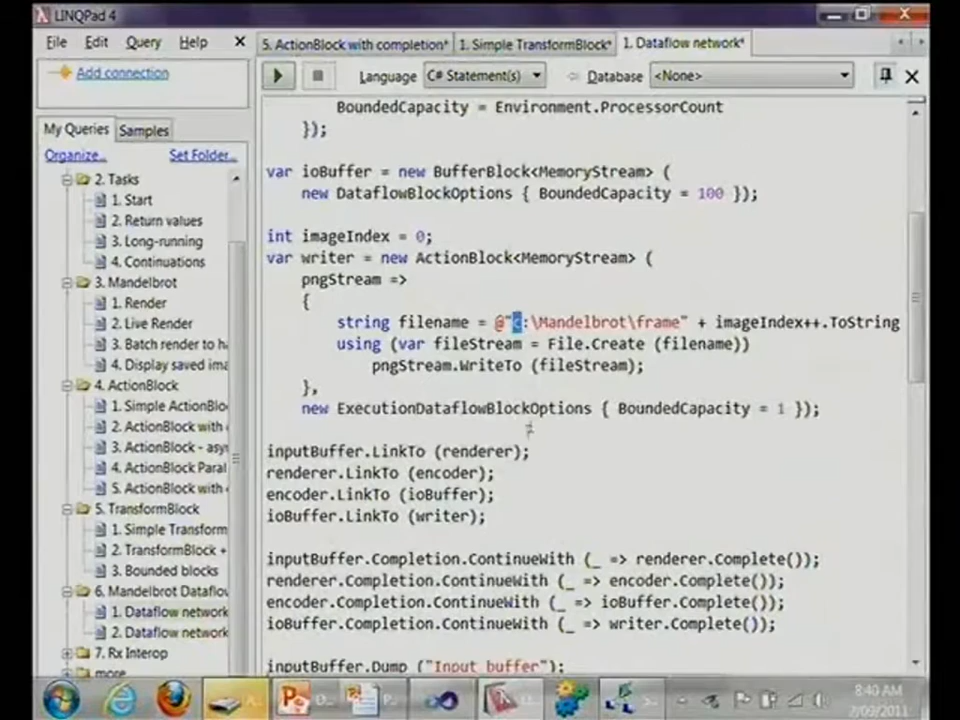 LINQPad 4
File Edit Query Help
Add connection
5. ActionBlock with completion* 1. Simple TransformBlock* 1. Dataflow network*
Language C# Statement(s) Database <None>
My Queries Samples
Organize... Set Folder...
2. Tasks
1. Start
2. Return values
3. Long-running
4. Continuations
3. Mandelbrot
1. Render
2. Live Render
3. Batch render to
4. Display saved
4. ActionBlock
1. Simple
2. ActionBlock with
3. ActionBlock -
4. ActionBlock
5. ActionBlock with
5. TransformBlock
1. Simple
2. TransformBlock +
3. Bounded blocks
6. Mandelbrot
1. Dataflow network
2. Dataflow network
7. Rx Interop
more
BoundedCapacity = Environment.ProcessorCount
});
var ioBuffer = new BufferBlock<MemoryStream> (
new DataflowBlockOptions { BoundedCapacity = 100 });
int imageIndex = 0;
var writer = new ActionBlock<MemoryStream> (
pngStream =>
{
string filename = @"c:\Mandelbrot\frame" + imageIndex++.ToString
using (var fileStream = File.Create (filename))
pngStream.WriteTo (fileStream);
},
new ExecutionDataflowBlockOptions { BoundedCapacity = 1 });
inputBuffer.LinkTo (renderer);
renderer.LinkTo (encoder);
encoder.LinkTo (ioBuffer);
ioBuffer.LinkTo (writer);
inputBuffer.Completion.ContinueWith (_ => renderer.Complete());
renderer.Completion.ContinueWith (_ => encoder.Complete());
encoder.Completion.ContinueWith (_ => ioBuffer.Complete());
ioBuffer.Completion.ContinueWith (_ => writer.Complete());
inputBuffer.Dump ("Input buffer");
8:40 AM